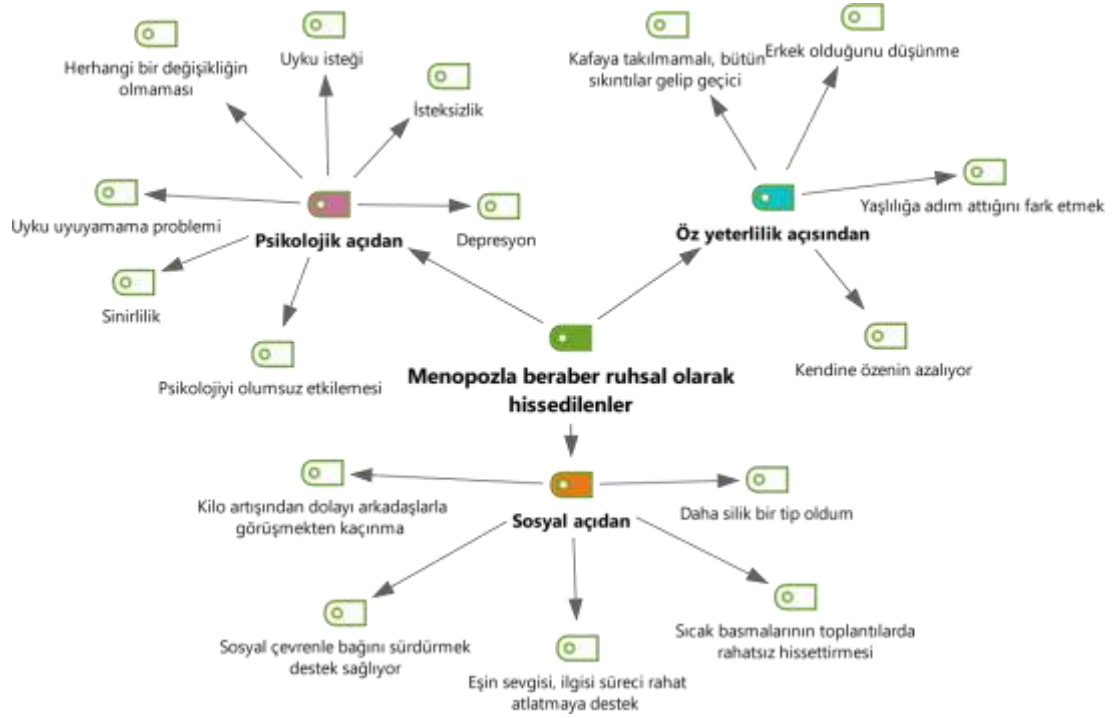 Herhangi bir değişikliğin
olmaması
Uyku isteği
İsteksizlik
Uyku uyuyamama problemi
Psikolojik açıdan
Depresyon
Sinirlilik
Psikolojiyi olumsuz etkilemesi
Kafaya takılmamalı, bütün
sıkıntılar gelip geçici
Erkek olduğunu düşünme
Yaşlılığa adım attığını fark etmek
Öz yeterlilik açısından
Kendine özenin azalıyor
Menopozla beraber ruhsal olarak
hissedilenler
Kilo artışından dolayı arkadaşlarla
görüşmekten kaçınma
Sosyal açıdan
Daha silik bir tip oldum
Sosyal çevrenle bağını sürdürmek
destek sağlıyor
Eşin sevgisi, ilgisi süreci rahat
atlatmaya destek
Sıcak basmalarının toplantılarda
rahatsız hissettirmesi